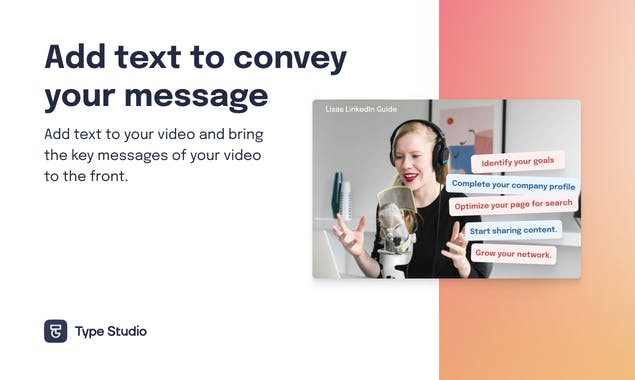 Add text to convey
your message
Add text to your video and bring
the key messages of your video
to the front.
Lisas LinkedIn Guide
Identify your goals
Complete your company profile
Optimize your page for search
Start sharing content.
Grow your network.
Type Studio